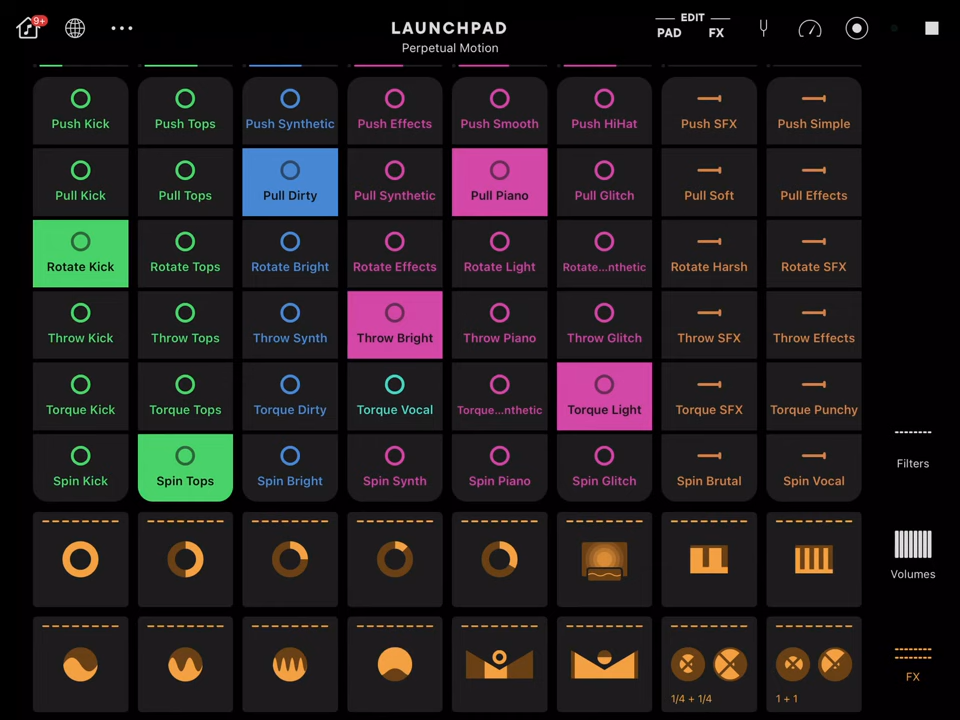 9+
LAUNCHPAD
Perpetual Motion
EDIT
PAD FX
Push Kick Push Tops Push Synthetic Push Effects Push Smooth Push HiHat Push SFX Push Simple
Pull Kick Pull Tops Pull Dirty Pull Synthetic Pull Piano Pull Glitch Pull Soft Pull Effects
Rotate Kick Rotate Tops Rotate Bright Rotate Effects Rotate Light Rotate...nthetic Rotate Harsh Rotate SFX
Throw Kick Throw Tops Throw Synth Throw Bright Throw Piano Throw Glitch Throw SFX Throw Effects
Torque Kick Torque Tops Torque Dirty Torque Vocal Torque...nthetic Torque Light Torque SFX Torque Punchy
Spin Kick Spin Tops Spin Bright Spin Synth Spin Piano Spin Glitch Spin Brutal Spin Vocal
Filters
Volumes
FX
1/4 + 1/4 1 + 1